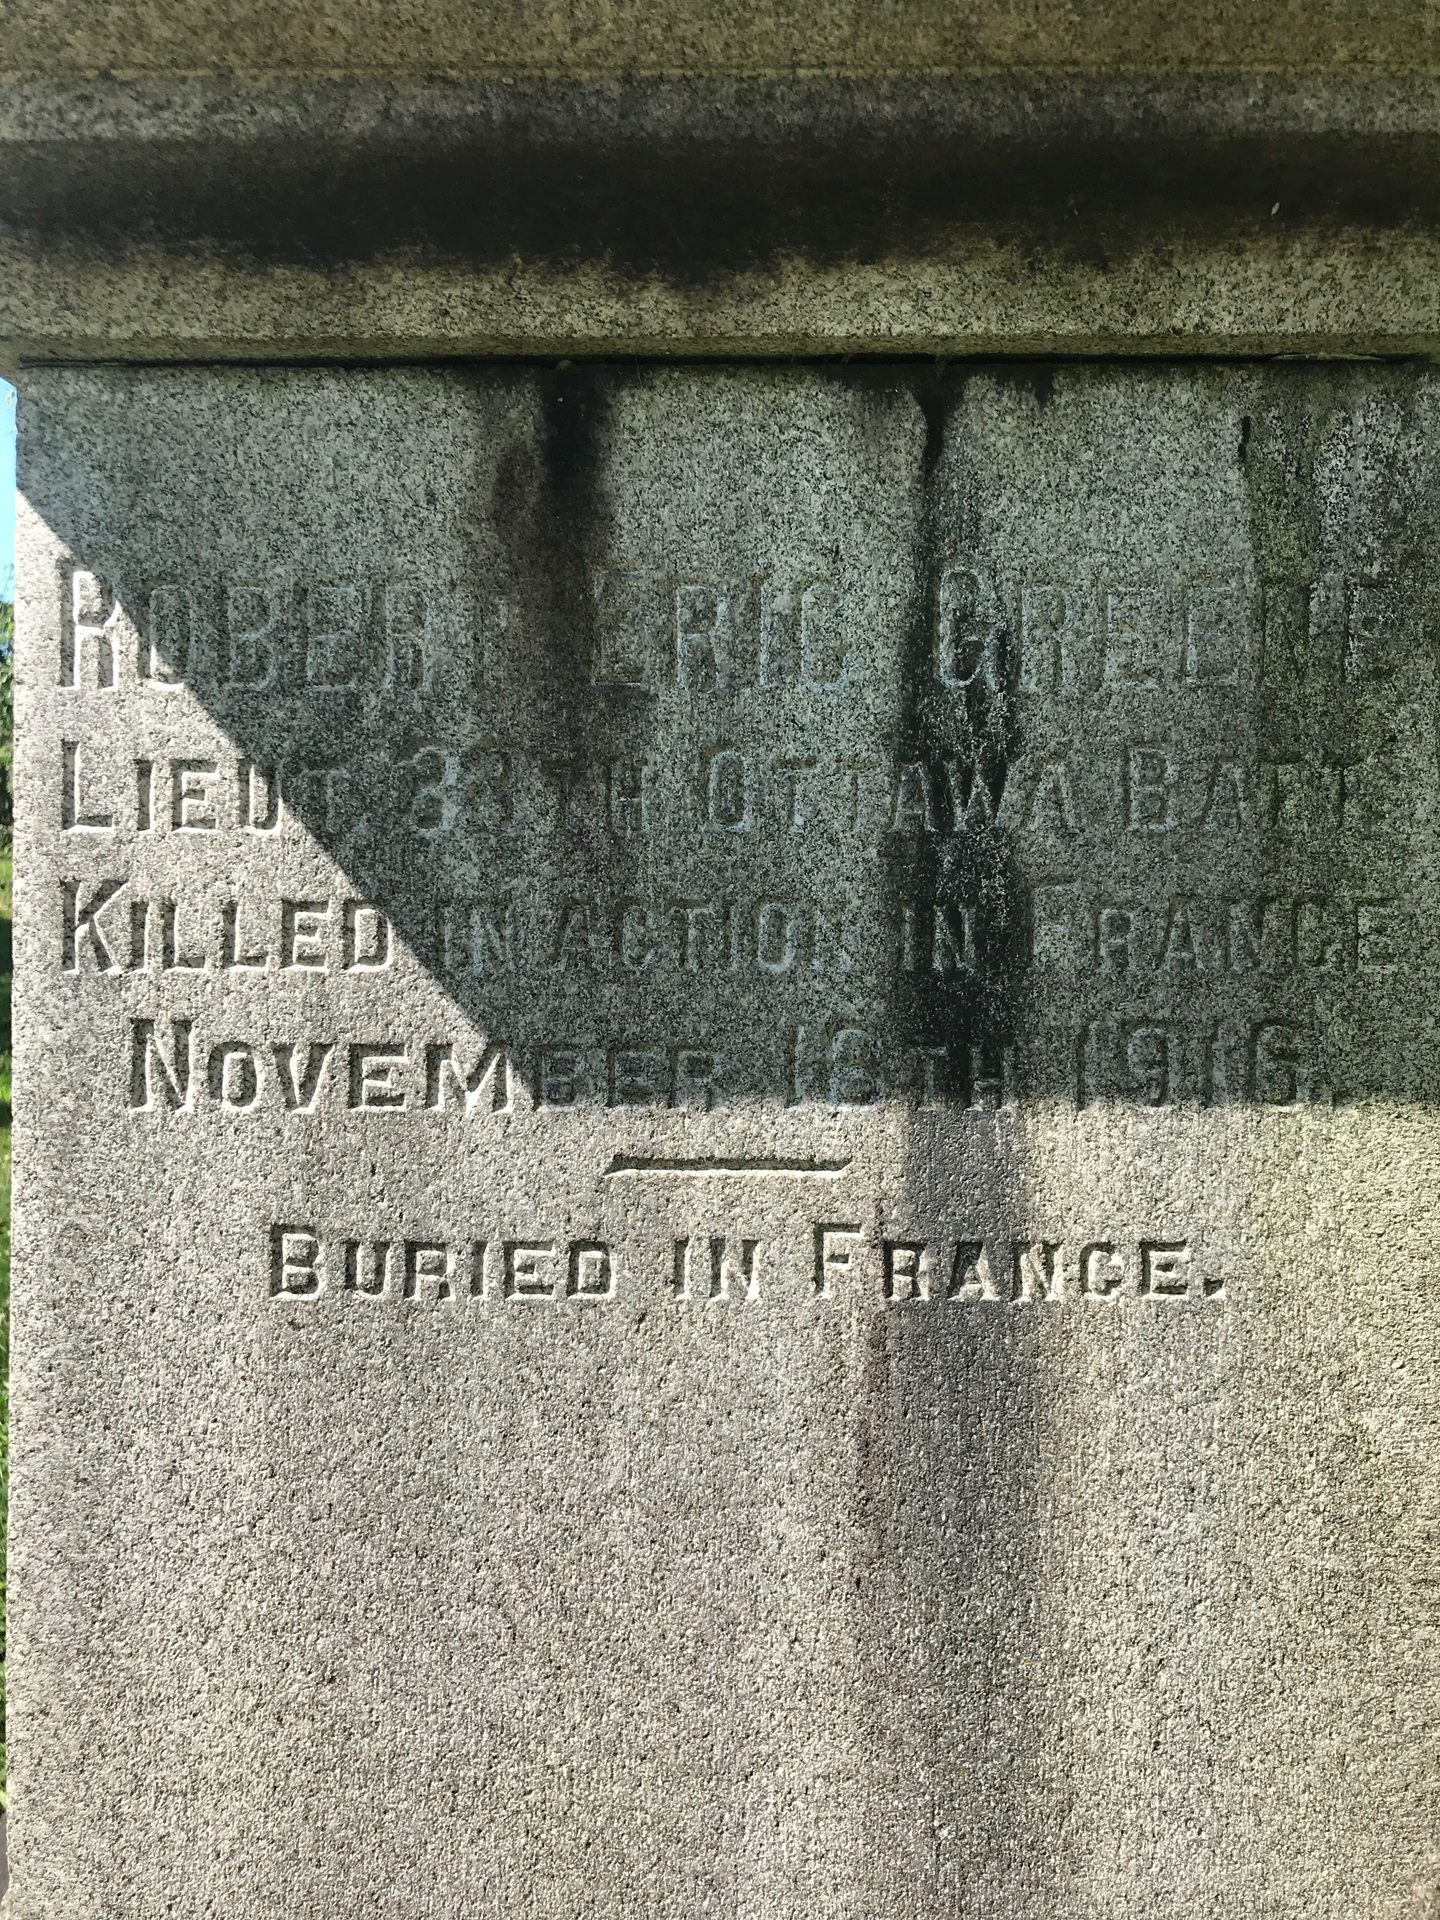 ROBERT ERIC GREENE
LIEUT. 38TH OTTAWA BATT.
KILLED IN ACTION IN FRANCE
NOVEMBER 18TH 1916.
BURIED IN FRANCE.